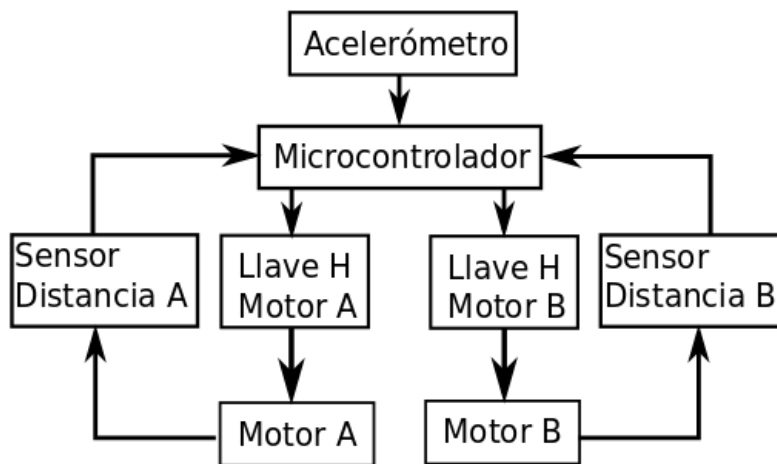 Acelerómetro
Microcontrolador
Sensor
Distancia A
Llave H
Motor A
Llave H
Motor B
Sensor
Distancia B
Motor A
Motor B